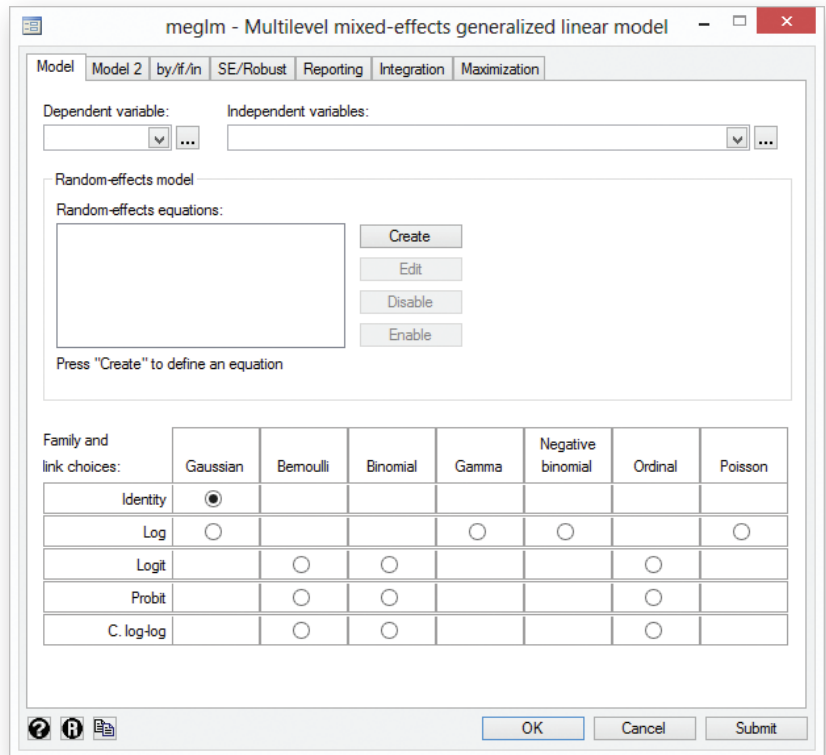 meglm - Multilevel mixed-effects generalized linear model
Model Model 2 by/if/in SE/Robust Reporting Integration Maximization
Dependent variable: Independent variables:
...
...
Random-effects model
Random-effects equations:
Create
Edit
Disable
Enable
Press "Create" to define an equation
Family and
link choices:
Gaussian Bernoulli Binomial Gamma Negative binomial Ordinal Poisson
Identity
Log
Logit
Probit
C. log-log
? R
OK Cancel Submit